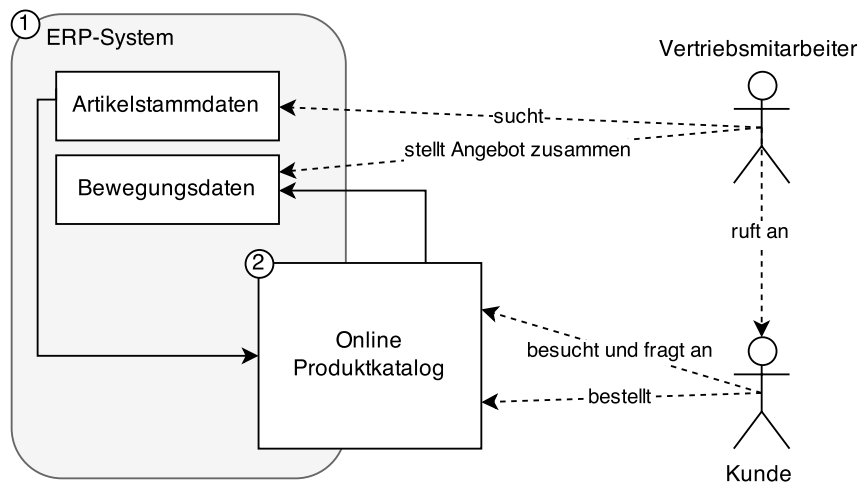 1
ERP-System
Vertriebsmitarbeiter
Artikelstammdaten
sucht
stellt Angebot zusammen
Bewegungsdaten
ruft an
2
Online
Produktkatalog
besucht und fragt an
bestellt
Kunde